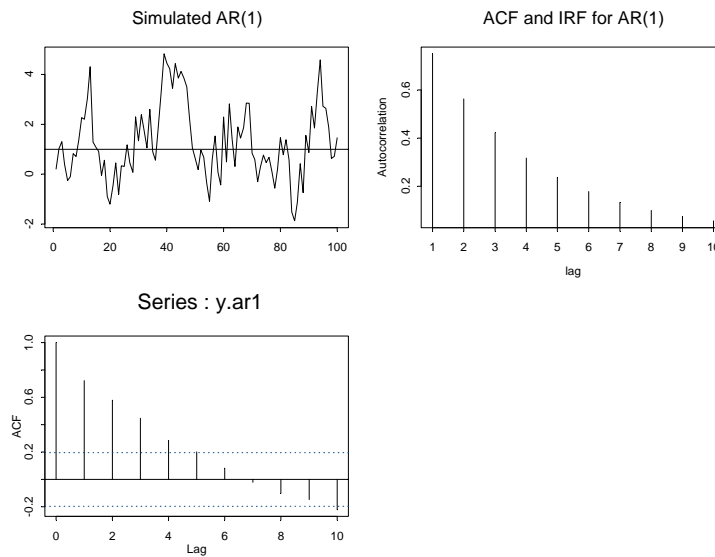 Simulated AR(1)
-2 0 2 4
0 20 40 60 80 100
ACF and IRF for AR(1)
Autocorrelation
0.2 0.4 0.6
1 2 3 4 5 6 7 8 9 10
lag
Series : y.ar1
ACF
-0.2 0.2 0.6 1.0
0 2 4 6 8 10
Lag